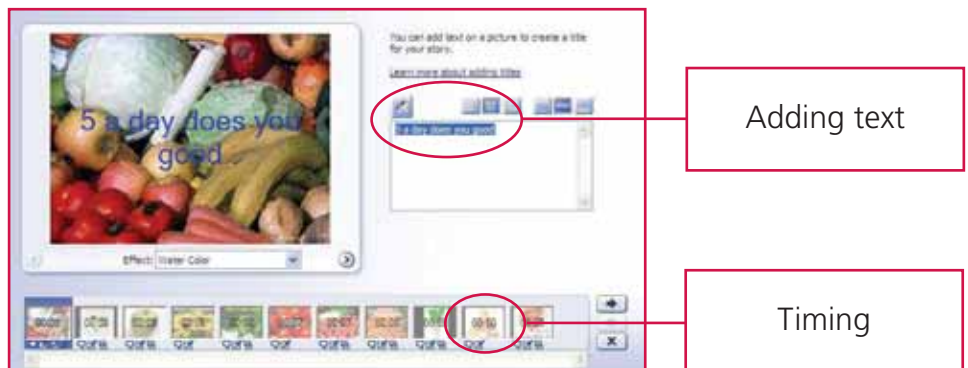 You can add text on a picture to create a title
for your story.
Learn more about adding titles
5 a day does you
good
5 a day does you good
Adding text
Effect: Water Color
Timing